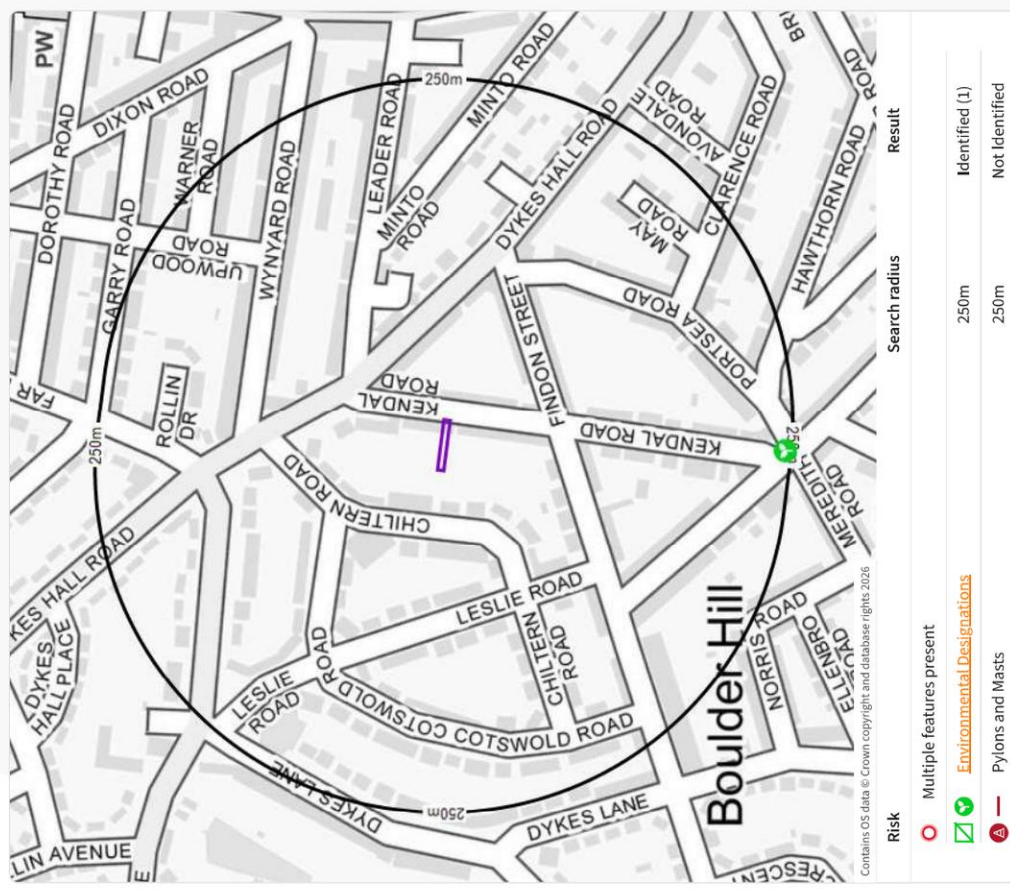 LIN AVENUE
DYKES
HALL PLACE
KES HALL ROAD
FAR
DOROTHY ROAD
PW
250m
GARRY ROAD
DIXON ROAD
ROLLIN
DR
UPWOOD
ROAD
WARNER
ROAD
LESLIE
ROAD
DYKES LANE
WYNYARD ROAD
ROAD
COTSWOLD
CHILTERN ROAD
LEADER ROAD
KENDAL
ROAD
MINTO
ROAD
250m
COTSWOLD ROAD
250m
LESLIE ROAD
MINTO ROAD
DYKES LANE
CHILTERN
ROAD
FINDON STREET
DYKES HALL ROAD
KENDAL ROAD
PORTSEA ROAD
MAY
ROAD
AVONDALE
ROAD
CLARENCE ROAD
Boulder Hill
NORRIS ROAD
250m
MEREDITH
ROAD
HAWTHORN ROAD
BRI
CRESCENT
ELLENBRO
ROAD
ROAD
Contains OS data © Crown copyright and database rights 2026
Risk Search radius Result
Multiple features present
Environmental Designations 250m Identified (1)
Pylons and Masts 250m Not Identified